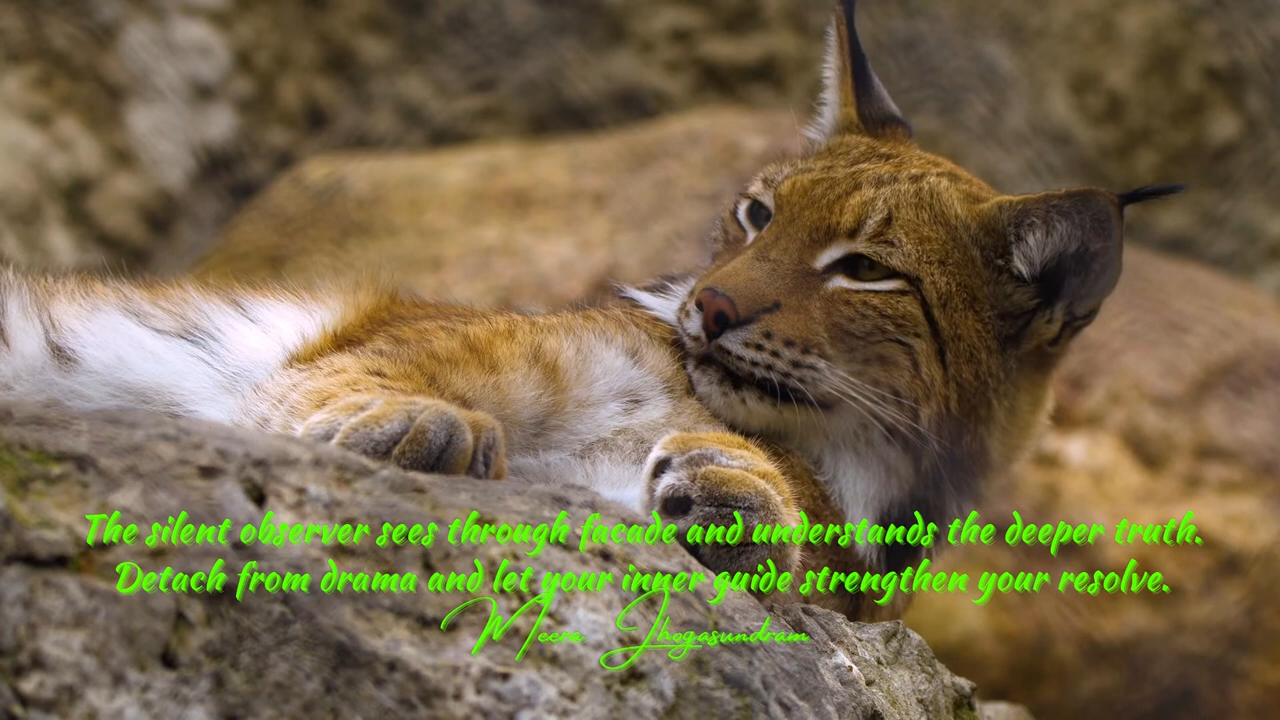 The silent observer sees through facade and understands the deeper truth.
Detach from drama and let your inner guide strengthen your resolve.
Meera Jhogasundram